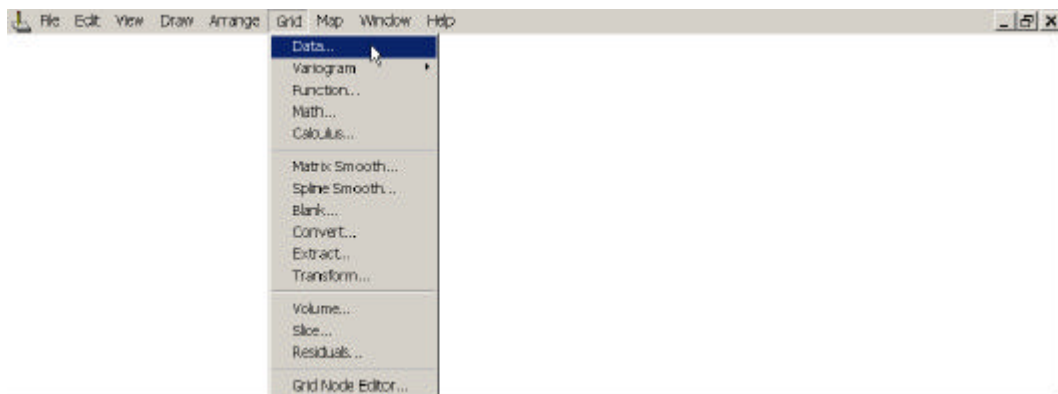 File Edit View Draw Arrange Grid Map Window Help
Data...
Variogram
Function...
Math...
Calculus...
Matrix Smooth...
Spline Smooth...
Blank...
Convert...
Extract...
Transform...
Volume...
Slice...
Residuals...
Grid Node Editor...